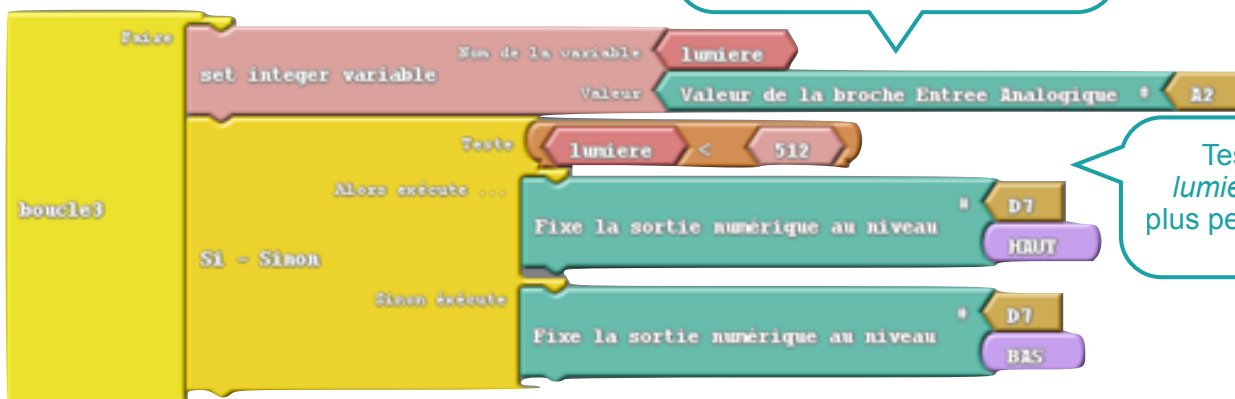 Faire
Nom de la variable lumiere
set integer variable
Valeur Valeur de la broche Entree Analogique # A2
Teste lumiere < 512
Alors exécute ...
# D7
Fixe la sortie numérique au niveau
HAUT
boucle3
Si - Sinon
Sinon éxécute
# D7
Fixe la sortie numérique au niveau
BAS
Tes
lumie
plus pe